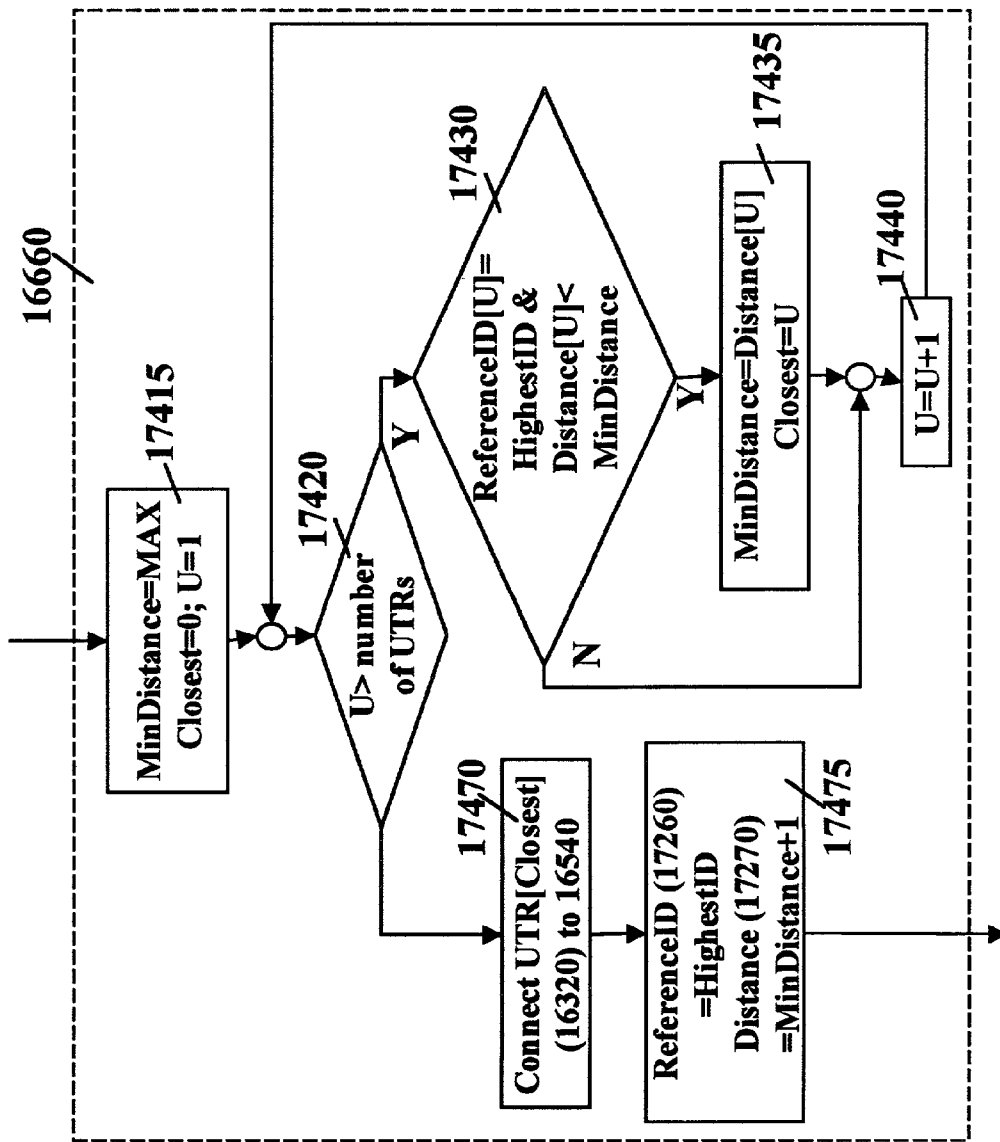 16660
17415
MinDistance=MAX
Closest=0; U=1
17420
U> number
of UTRs
Y
17430
ReferenceID[U]=
HighestID &
Distance[U]<
MinDistance
N
Y
17435
MinDistance=Distance[U]
Closest=U
17440
U=U+1
17470
Connect UTR[Closest]
(16320) to 16540
ReferenceID (17260)
=HighestID
Distance (17270)
=MinDistance+1
17475